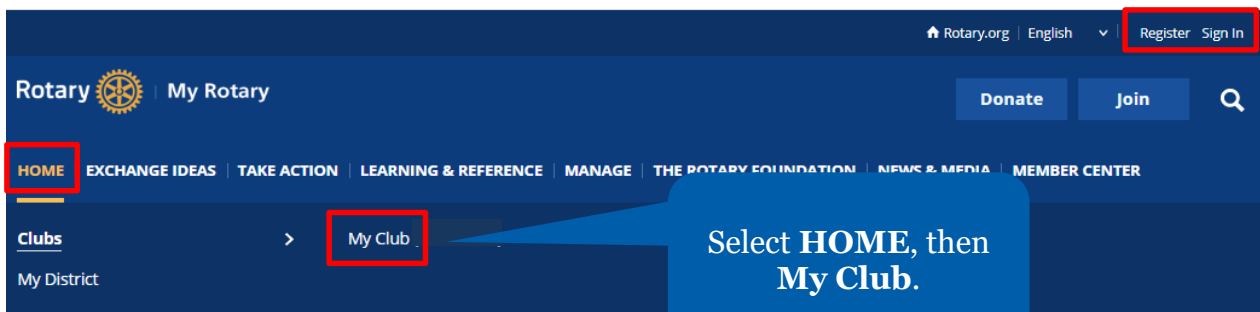 Rotary.org English Register Sign In
Rotary My Rotary
Donate Join
HOME EXCHANGE IDEAS TAKE ACTION LEARNING & REFERENCE MANAGE THE ROTARY FOUNDATION NEWS & MEDIA MEMBER CENTER
Clubs > My Club
My District
Select HOME, then
My Club.